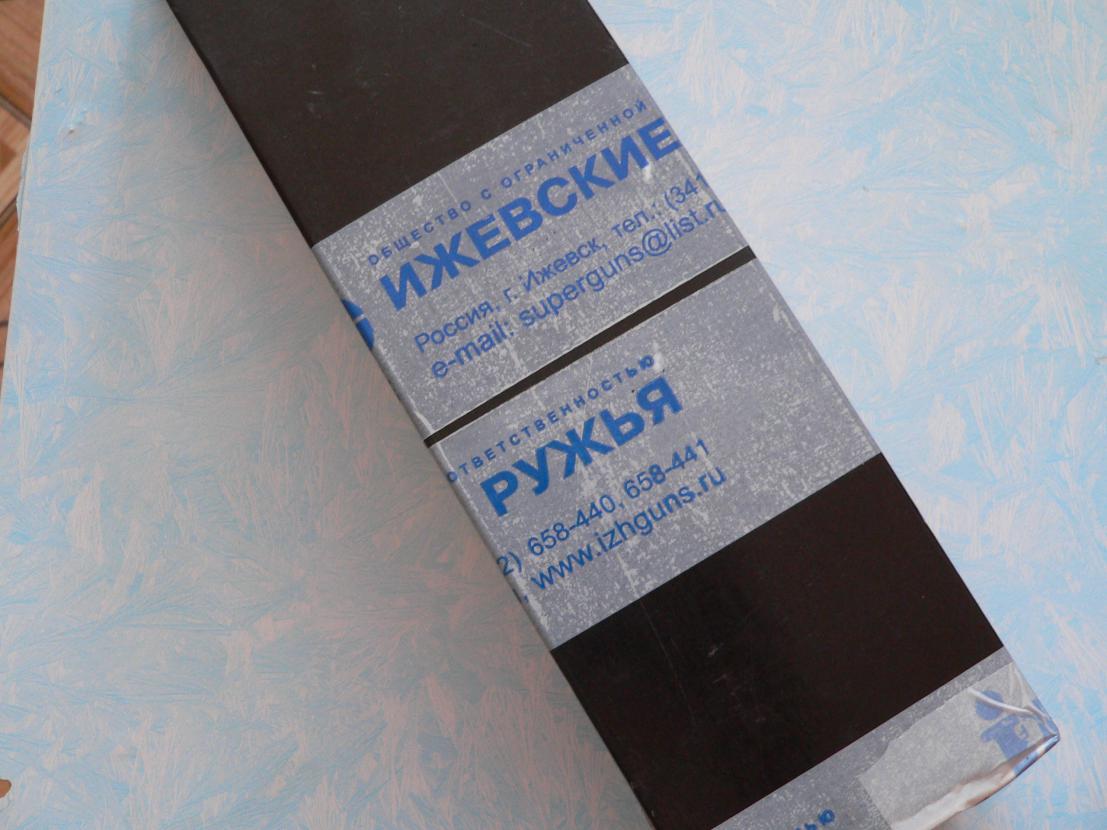 ОБЩЕСТВО С ОГРАНИЧЕННОЙ
ИЖЕВСКИЕ
Россия, г. Ижевск, тел.: (341
e-mail: superguns@list.r
ОТВЕТСТВЕННОСТЬЮ
РУЖЬЯ
2) 658-440, 658-441
, www.izhguns.ru
ью